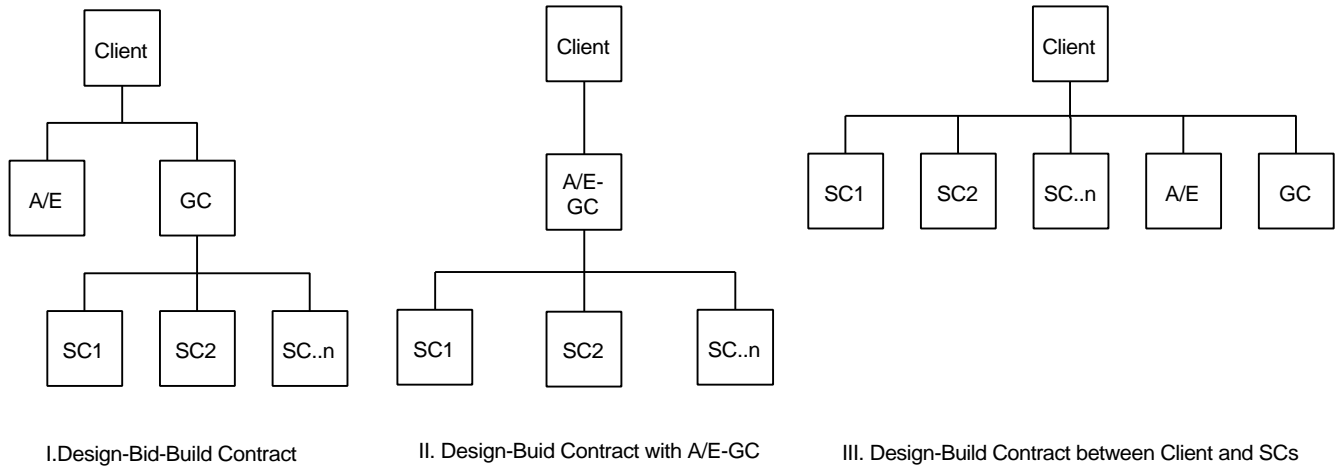 Client
A/E
GC
SC1
SC2
SC..n
I.Design-Bid-Build Contract
Client
A/E-
GC
SC1
SC2
SC..n
II. Design-Buid Contract with A/E-GC
Client
SC1
SC2
SC..n
A/E
GC
III. Design-Build Contract between Client and SCs